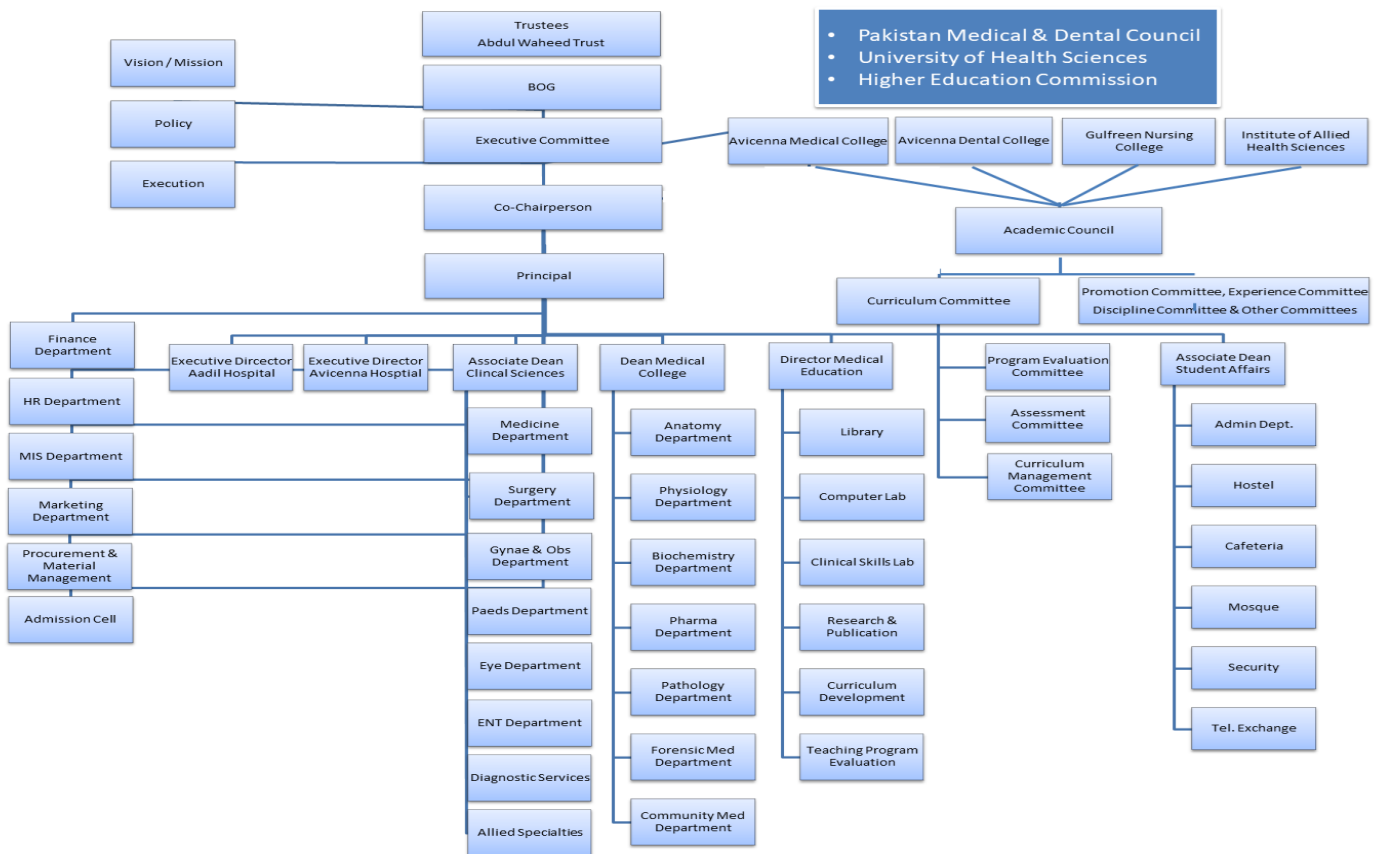 Trustees
Abdul Waheed Trust
• Pakistan Medical & Dental Council
• University of Health Sciences
• Higher Education Commission
Vision / Mission
BOG
Policy
Executive Committee
Avicenna Medical College
Avicenna Dental College
Gulfreen Nursing
College
Institute of Allied
Health Sciences
Execution
Co-Chairperson
Academic Council
Principal
Curriculum Committee
Promotion Committee, Experience Committee
Discipline Committee & Other Committees
Finance
Department
Executive Dircector
Aadil Hospital
Executive Director
Avicenna Hosptial
Associate Dean
Clincal Sciences
Dean Medical
College
Director Medical
Education
Program Evaluation
Committee
Associate Dean
Student Affairs
HR Department
MIS Department
Marketing
Department
Procurement &
Material
Management
Admission Cell
Medicine
Department
Surgery
Department
Gynae & Obs
Department
Paeds Department
Eye Department
ENT Department
Diagnostic Services
Allied Specialties
Anatomy
Department
Physiology
Department
Biochemistry
Department
Pharma
Department
Pathology
Department
Forensic Med
Department
Community Med
Department
Library
Computer Lab
Clinical Skills Lab
Research &
Publication
Curriculum
Development
Teaching Program
Evaluation
Assessment
Committee
Curriculum
Management
Committee
Admin Dept.
Hostel
Cafeteria
Mosque
Security
Tel. Exchange